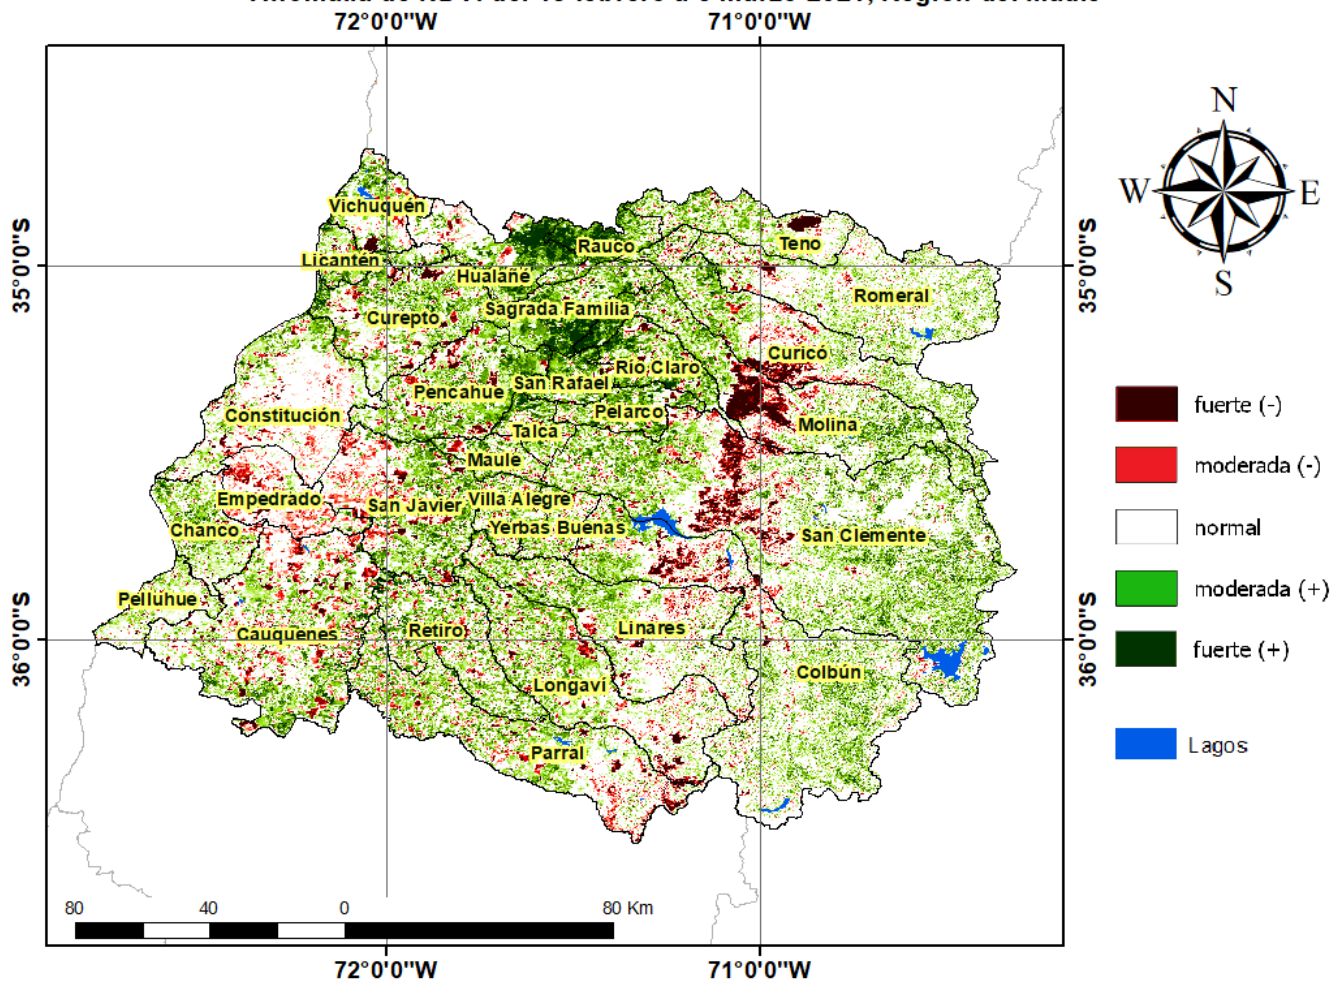 72°0'0"W
71°0'0"W
N
W
E
S
35°0'0"S
35°0'0"S
Vichuquén
Licantén
Rauco
Teno
Hualañé
Romeral
Sagrada Familia
Curepto
Curicó
Río Claro
San Rafael
Pencahue
Constitución
Pelarco
Molina
Talca
Maule
Empedrado
San Javier
Villa Alegre
Chanco
Yerbas Buenas
San Clemente
Pelluhue
Cauquenes
Retiro
Linares
Colbún
Longaví
Parral
36°0'0"S
36°0'0"S
fuerte (-)
moderada (-)
normal
moderada (+)
fuerte (+)
Lagos
80
40
0
80 Km
72°0'0"W
71°0'0"W